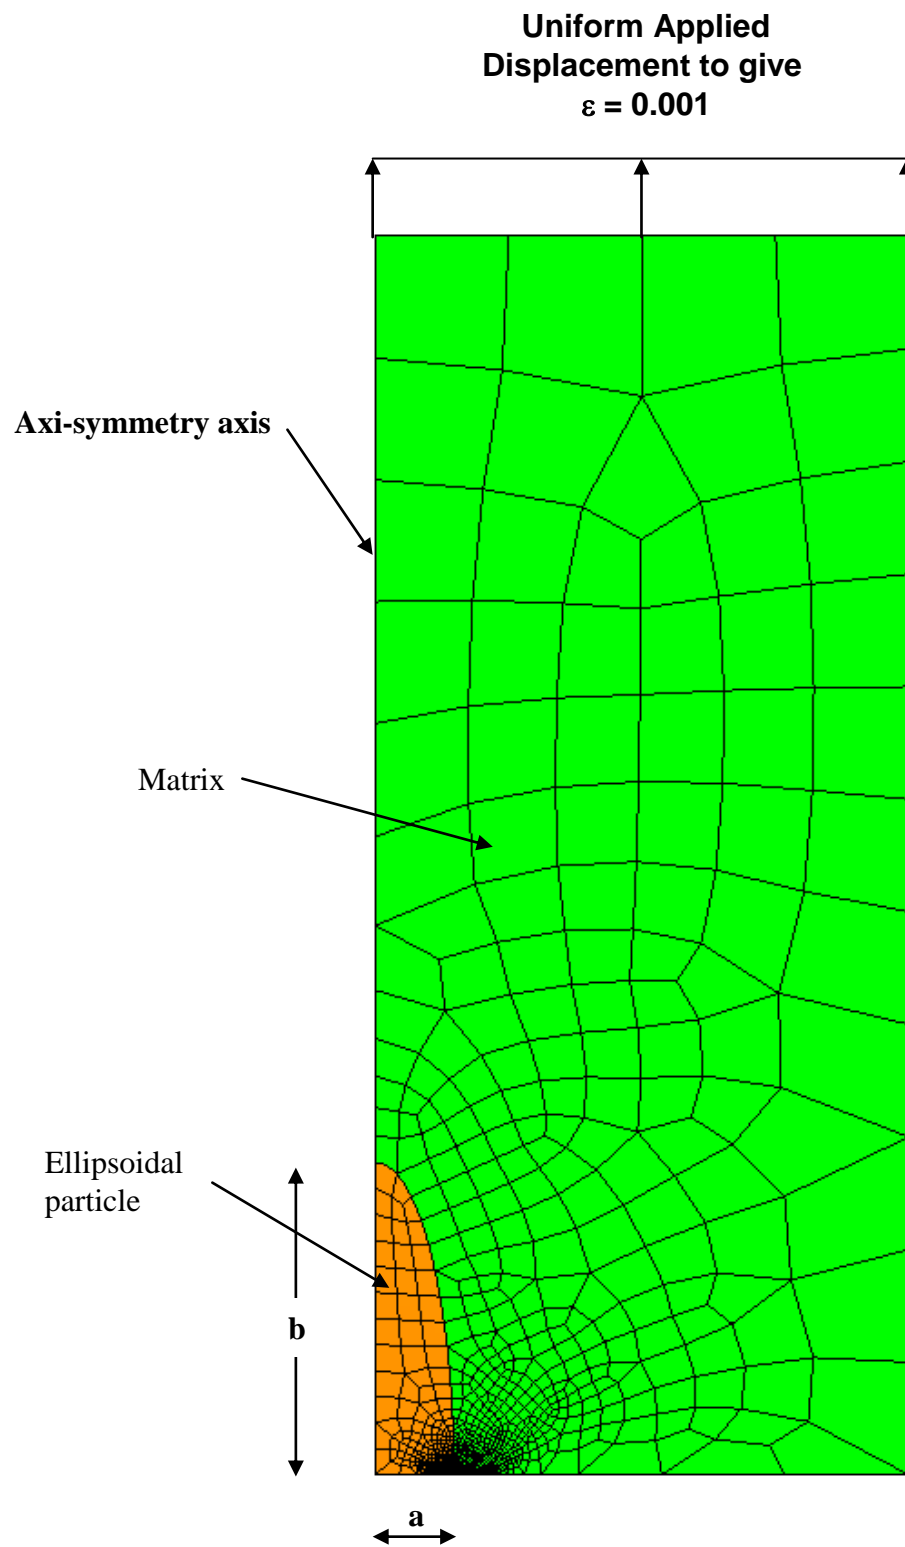 Uniform Applied
Displacement to give
ε = 0.001
Axi-symmetry axis
Matrix
Ellipsoidal
particle
b
a